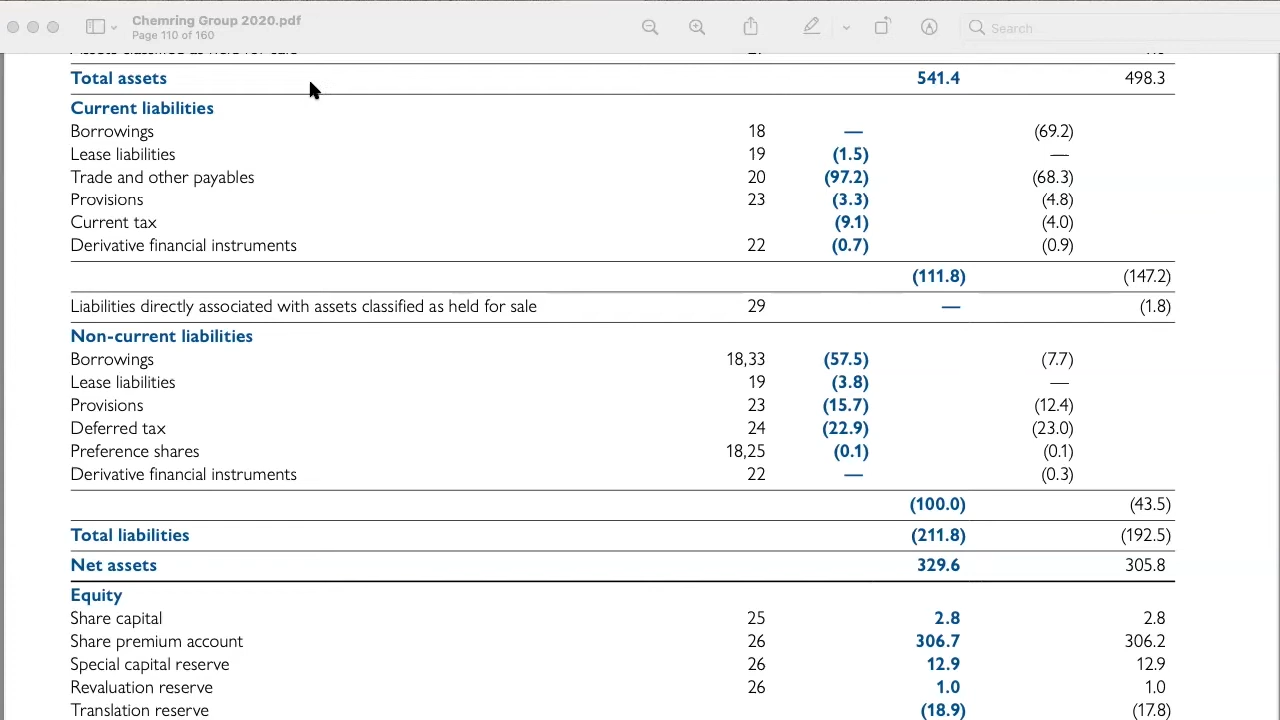 Chemring Group 2020.pdf
Page 110 of 160
Search
Total assets 541.4 498.3
Current liabilities
Borrowings 18 — (69.2)
Lease liabilities 19 (1.5) —
Trade and other payables 20 (97.2) (68.3)
Provisions 23 (3.3) (4.8)
Current tax (9.1) (4.0)
Derivative financial instruments 22 (0.7) (0.9)
(111.8) (147.2)
Liabilities directly associated with assets classified as held for sale 29 — (1.8)
Non-current liabilities
Borrowings 18,33 (57.5) (7.7)
Lease liabilities 19 (3.8) —
Provisions 23 (15.7) (12.4)
Deferred tax 24 (22.9) (23.0)
Preference shares 18,25 (0.1) (0.1)
Derivative financial instruments 22 — (0.3)
(100.0) (43.5)
Total liabilities (211.8) (192.5)
Net assets 329.6 305.8
Equity
Share capital 25 2.8 2.8
Share premium account 26 306.7 306.2
Special capital reserve 26 12.9 12.9
Revaluation reserve 26 1.0 1.0
Translation reserve (18.9) (17.8)